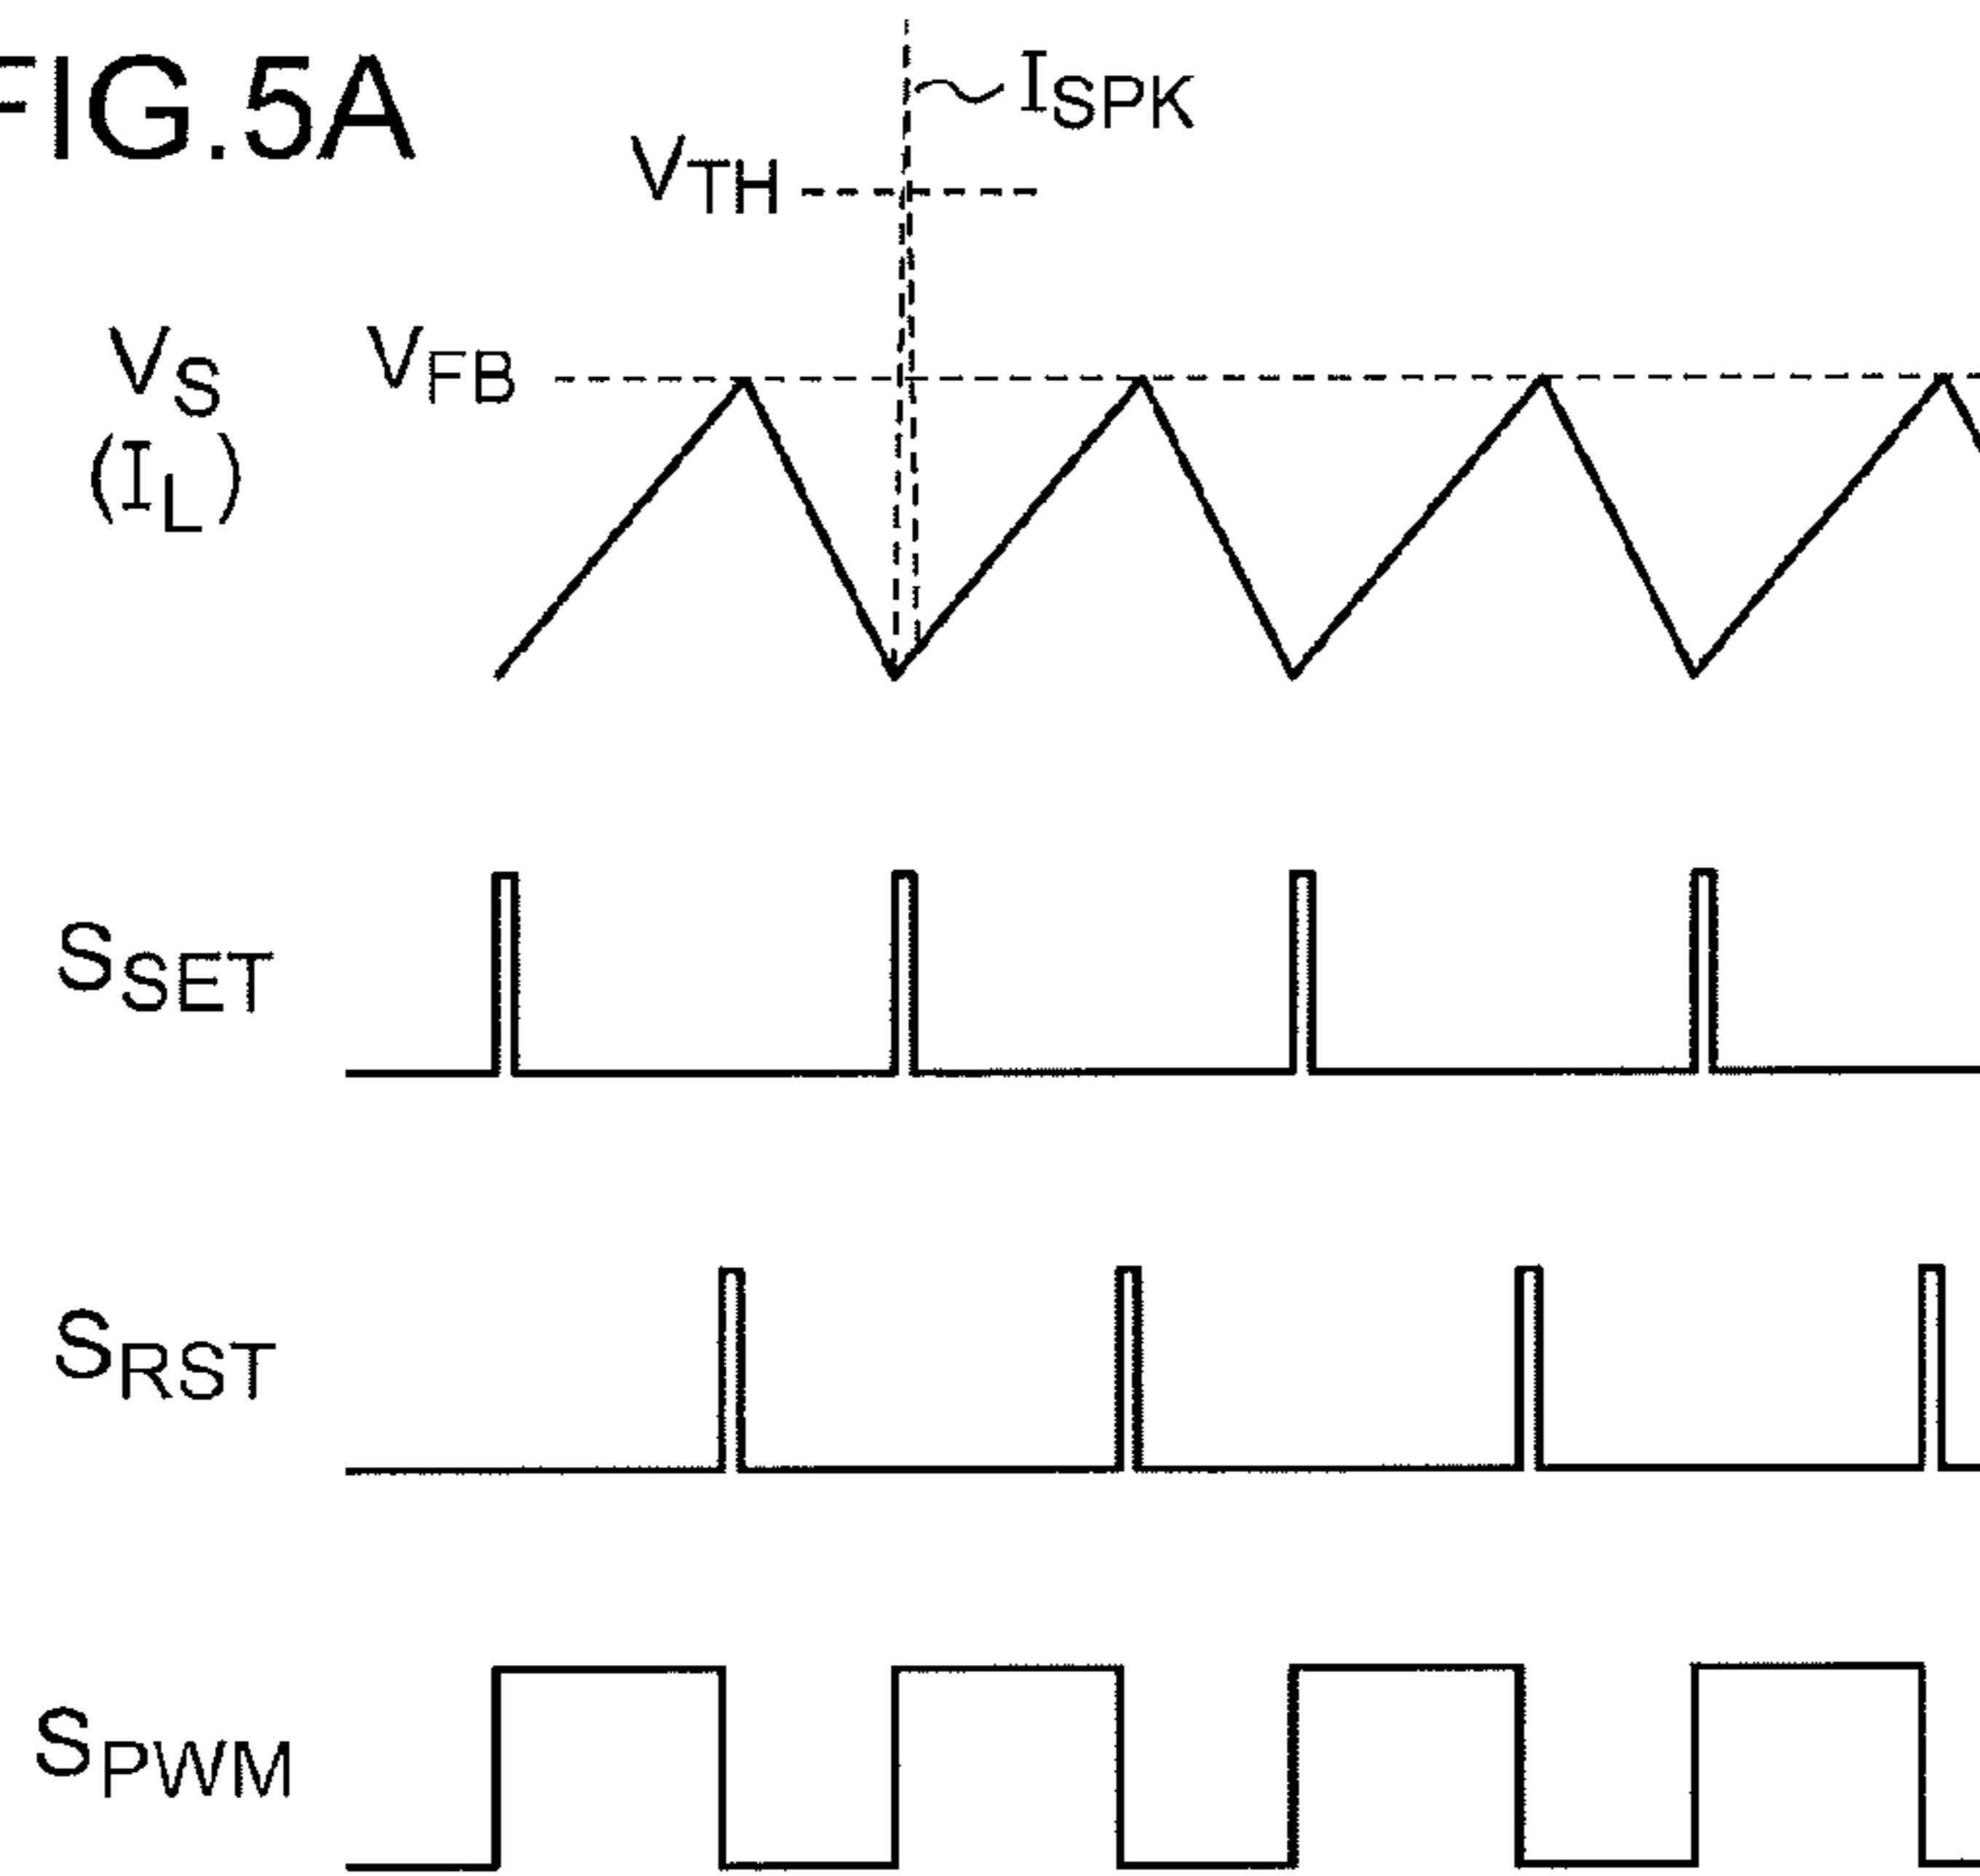 FIG.5A
ISPK
VTH
VS
(IL)
VFB
SSET
SRST
SPWM